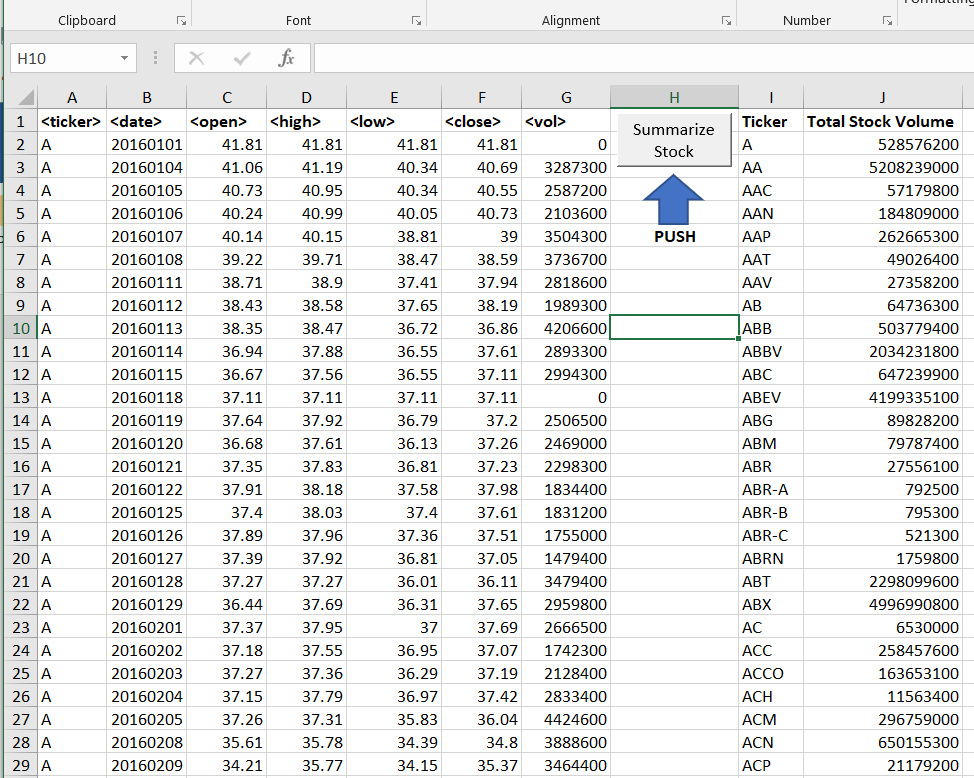 Clipboard Font Alignment Number Formatting
H10 fx
A B C D E F G H I J
1 <ticker> <date> <open> <high> <low> <close> <vol> Summarize Ticker Total Stock Volume
2 A 20160101 41.81 41.81 41.81 41.81 0 Stock A 528576200
3 A 20160104 41.06 41.19 40.34 40.69 3287300 AA 5208239000
4 A 20160105 40.73 40.95 40.34 40.55 2587200 AAC 57179800
5 A 20160106 40.24 40.99 40.05 40.73 2103600 AAN 184809000
6 A 20160107 40.14 40.15 38.81 39 3504300 PUSH AAP 262665300
7 A 20160108 39.22 39.71 38.47 38.59 3736700 AAT 49026400
8 A 20160111 38.71 38.9 37.41 37.94 2818600 AAV 27358200
9 A 20160112 38.43 38.58 37.65 38.19 1989300 AB 64736300
10 A 20160113 38.35 38.47 36.72 36.86 4206600 ABB 503779400
11 A 20160114 36.94 37.88 36.55 37.61 2893300 ABBV 2034231800
12 A 20160115 36.67 37.56 36.55 37.11 2994300 ABC 647239900
13 A 20160118 37.11 37.11 37.11 37.11 0 ABEV 4199335100
14 A 20160119 37.64 37.92 36.79 37.2 2506500 ABG 89828200
15 A 20160120 36.68 37.61 36.13 37.26 2469000 ABM 79787400
16 A 20160121 37.35 37.83 36.81 37.23 2298300 ABR 27556100
17 A 20160122 37.91 38.18 37.58 37.98 1834400 ABR-A 792500
18 A 20160125 37.4 38.03 37.4 37.61 1831200 ABR-B 795300
19 A 20160126 37.89 37.96 37.36 37.51 1755000 ABR-C 521300
20 A 20160127 37.39 37.92 36.81 37.05 1479400 ABRN 1759800
21 A 20160128 37.27 37.27 36.01 36.11 3479400 ABT 2298099600
22 A 20160129 36.44 37.69 36.31 37.65 2959800 ABX 4996990800
23 A 20160201 37.37 37.95 37 37.69 2666500 AC 6530000
24 A 20160202 37.18 37.55 36.95 37.07 1742300 ACC 258457600
25 A 20160203 37.27 37.36 36.29 37.19 2128400 ACCO 163653100
26 A 20160204 37.15 37.79 36.97 37.42 2833400 ACH 11563400
27 A 20160205 37.26 37.31 35.83 36.04 4424600 ACM 296759000
28 A 20160208 35.61 35.78 34.39 34.8 3888600 ACN 650155300
29 A 20160209 34.21 35.77 34.15 35.37 3464400 ACP 21179200